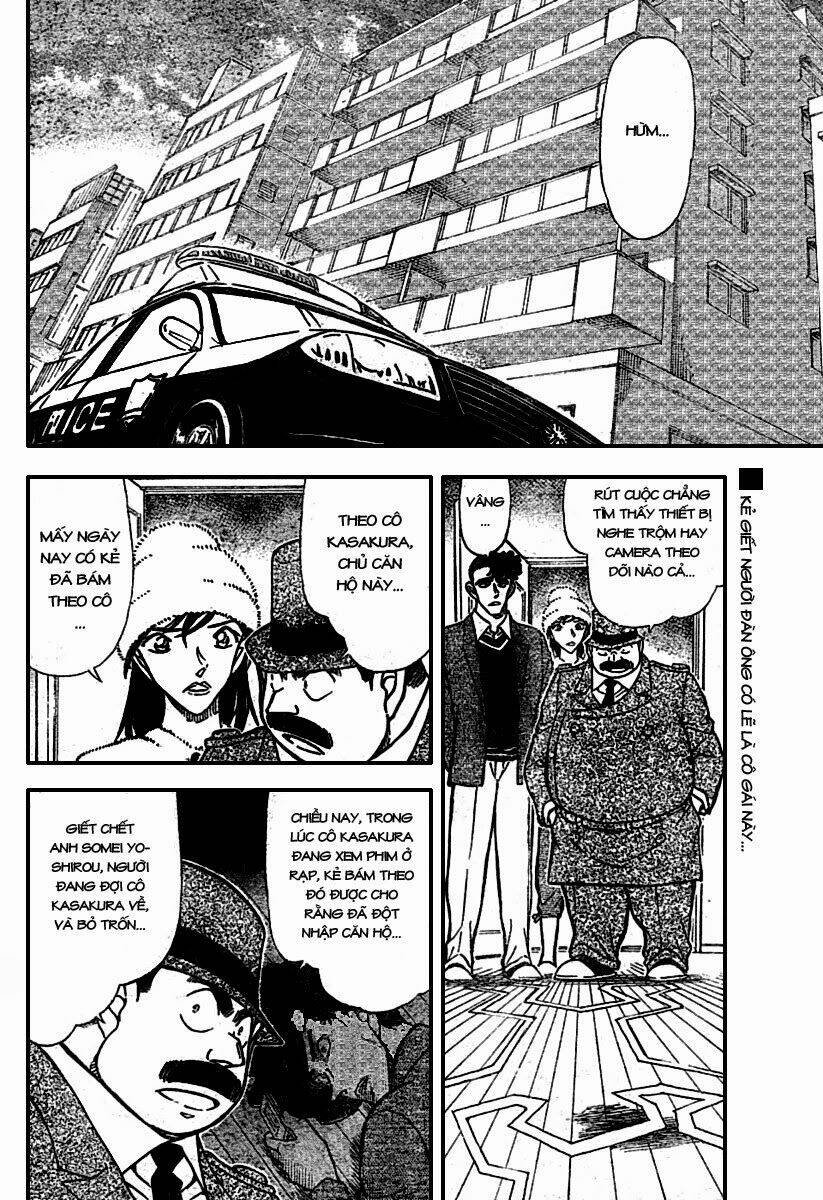 HỪM...
PLICE
RÚT CUỘC CHẲNG
TÌM THẤY THIẾT BỊ
NGHE TRỘM HAY
CAMERA THEO
DÕI NÀO CẢ...
VÂNG
...
KẺ GIẾT NGƯỜI ĐÀN ÔNG CÓ LẼ LÀ CÔ GÁI NÀY...
THEO CÔ
KASAKURA,
CHỦ CĂN
HỘ NÀY...
MẤY NGÀY
NAY CÓ KẺ
ĐÃ BÁM
THEO CÔ
...
CHIỀU NAY, TRONG
LÚC CÔ KASAKURA
ĐANG XEM PHIM Ở
RẠP, KẺ BÁM THEO
ĐÓ ĐƯỢC CHO
RẰNG ĐÃ ĐỘT
NHẬP CĂN HỘ...
GIẾT CHẾT
ANH SOMEI YO-
SHIROU, NGƯỜI
ĐANG ĐỢI CÔ
KASAKURA VỀ,
VÀ BỎ TRỐN...